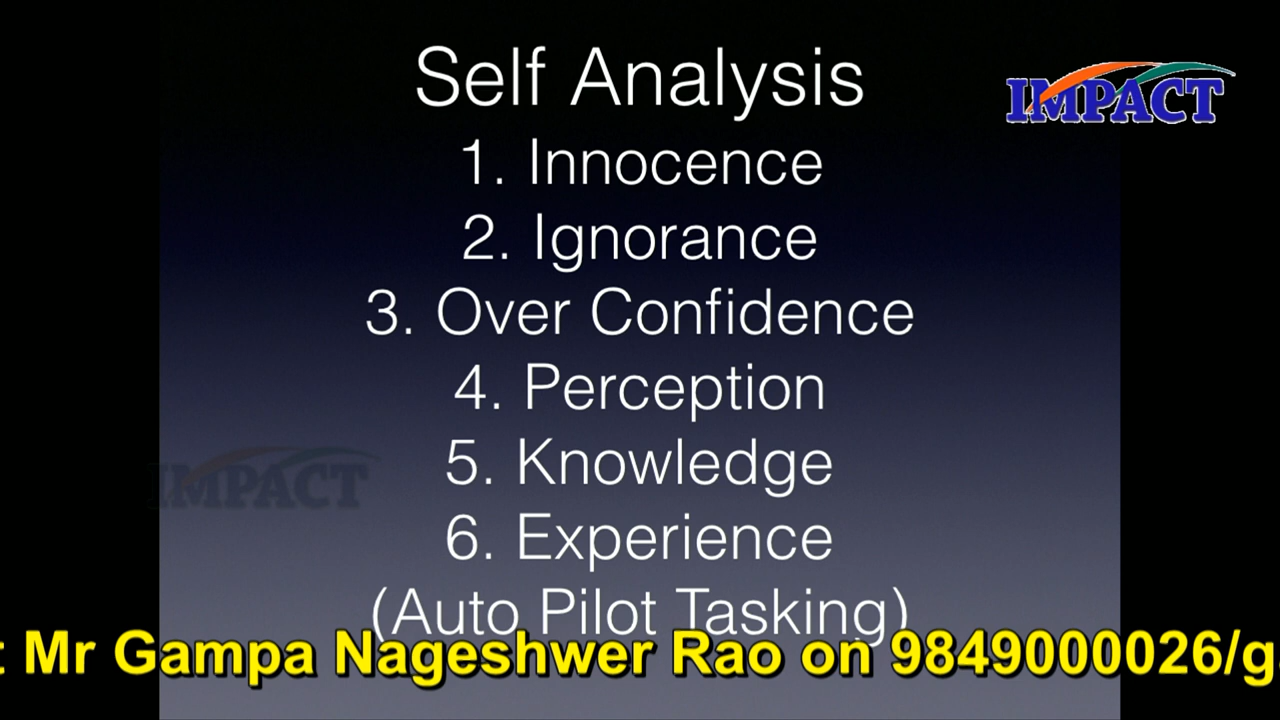 Self Analysis
IMPACT
1. Innocence
2. Ignorance
3. Over Confidence
4. Perception
5. Knowledge
IMPACT
6. Experience
(Auto Pilot Tasking)
Mr Gampa Nageshwer Rao on 9849000026/g